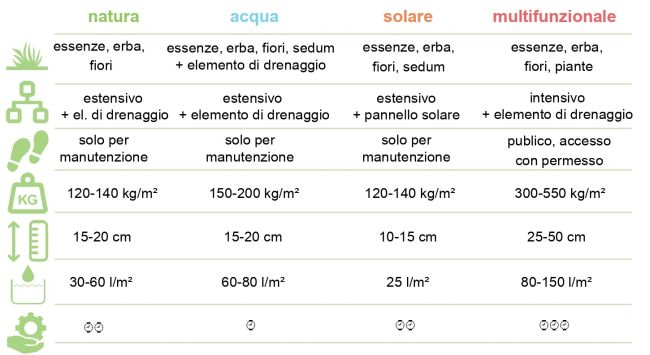 natura acqua solare multifunzionale
essenze, erba, essenze, erba, fiori, sedum essenze, erba, essenze, erba,
fiori + elemento di drenaggio fiori, sedum fiori, piante
estensivo estensivo estensivo intensivo
+ el. di drenaggio + elemento di drenaggio + pannello solare + elemento di drenaggio
solo per solo per solo per publico, accesso
manutenzione manutenzione manutenzione con permesso
KG 120-140 kg/m² 150-200 kg/m² 120-140 kg/m² 300-550 kg/m²
15-20 cm 15-20 cm 10-15 cm 25-50 cm
30-60 l/m² 60-80 l/m² 25 l/m² 80-150 l/m²